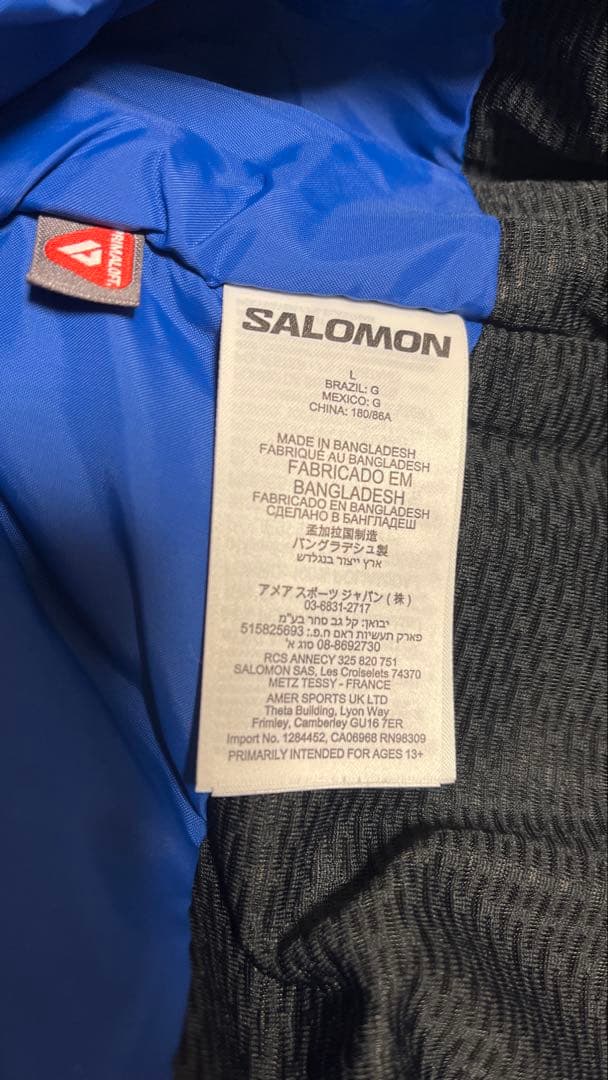 PRIMALOFT
SALOMON
L
BRAZIL: G
MEXICO: G
CHINA: 180/86A
MADE IN BANGLADESH
FABRIQUÉ AU BANGLADESH
FABRICADO EM
BANGLADESH
FABRICADO EN BANGLADESH
СДЕЛАНО В БАНГЛАДЕШ
孟加拉国制造
バングラデシュ製
ארץ ייצור בנגלדש
アメア スポーツ ジャパン ( 株 )
03-6831-2717
יבואן: קל גב סחר בע"מ
פארק תעשיות ראם ח.פ.: 515825693
08-8692730 סוג א'
RCS ANNECY 325 820 751
SALOMON SAS, Les Croiselets 74370
METZ TESSY - FRANCE
AMER SPORTS UK LTD
Theta Building, Lyon Way
Frimley, Camberley GU16 7ER
Import No. 1284452, CA06968 RN98309
PRIMARILY INTENDED FOR AGES 13+